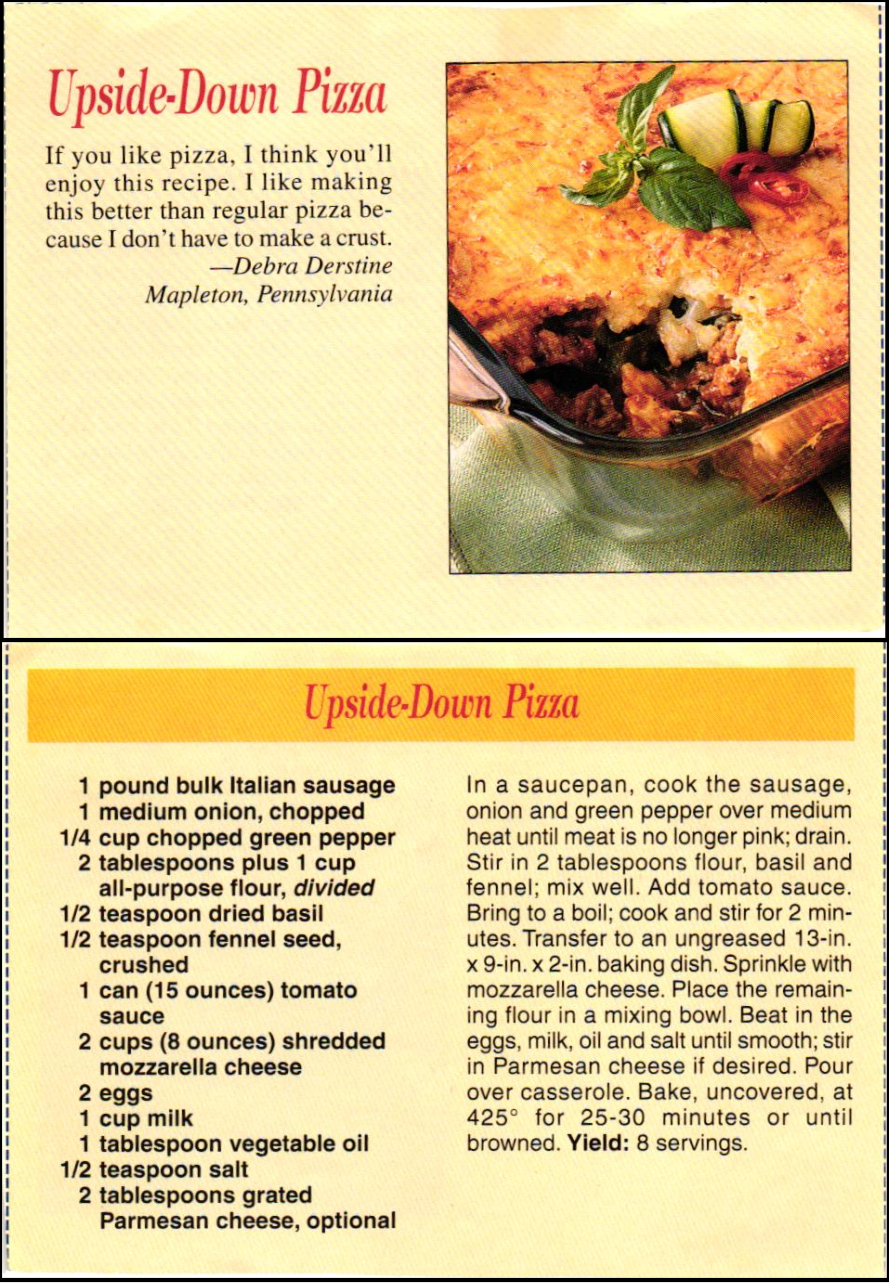 Upside-Down Pizza
If you like pizza, I think you'll
enjoy this recipe. I like making
this better than regular pizza be-
cause I don't have to make a crust.
—Debra Derstine
Mapleton, Pennsylvania
Upside-Down Pizza
1 pound bulk Italian sausage
1 medium onion, chopped
1/4 cup chopped green pepper
2 tablespoons plus 1 cup
all-purpose flour, divided
1/2 teaspoon dried basil
1/2 teaspoon fennel seed,
crushed
1 can (15 ounces) tomato
sauce
2 cups (8 ounces) shredded
mozzarella cheese
2 eggs
1 cup milk
1 tablespoon vegetable oil
1/2 teaspoon salt
2 tablespoons grated
Parmesan cheese, optional
In a saucepan, cook the sausage,
onion and green pepper over medium
heat until meat is no longer pink; drain.
Stir in 2 tablespoons flour, basil and
fennel; mix well. Add tomato sauce.
Bring to a boil; cook and stir for 2 min-
utes. Transfer to an ungreased 13-in.
x 9-in. x 2-in. baking dish. Sprinkle with
mozzarella cheese. Place the remain-
ing flour in a mixing bowl. Beat in the
eggs, milk, oil and salt until smooth; stir
in Parmesan cheese if desired. Pour
over casserole. Bake, uncovered, at
425° for 25-30 minutes or until
browned. Yield: 8 servings.